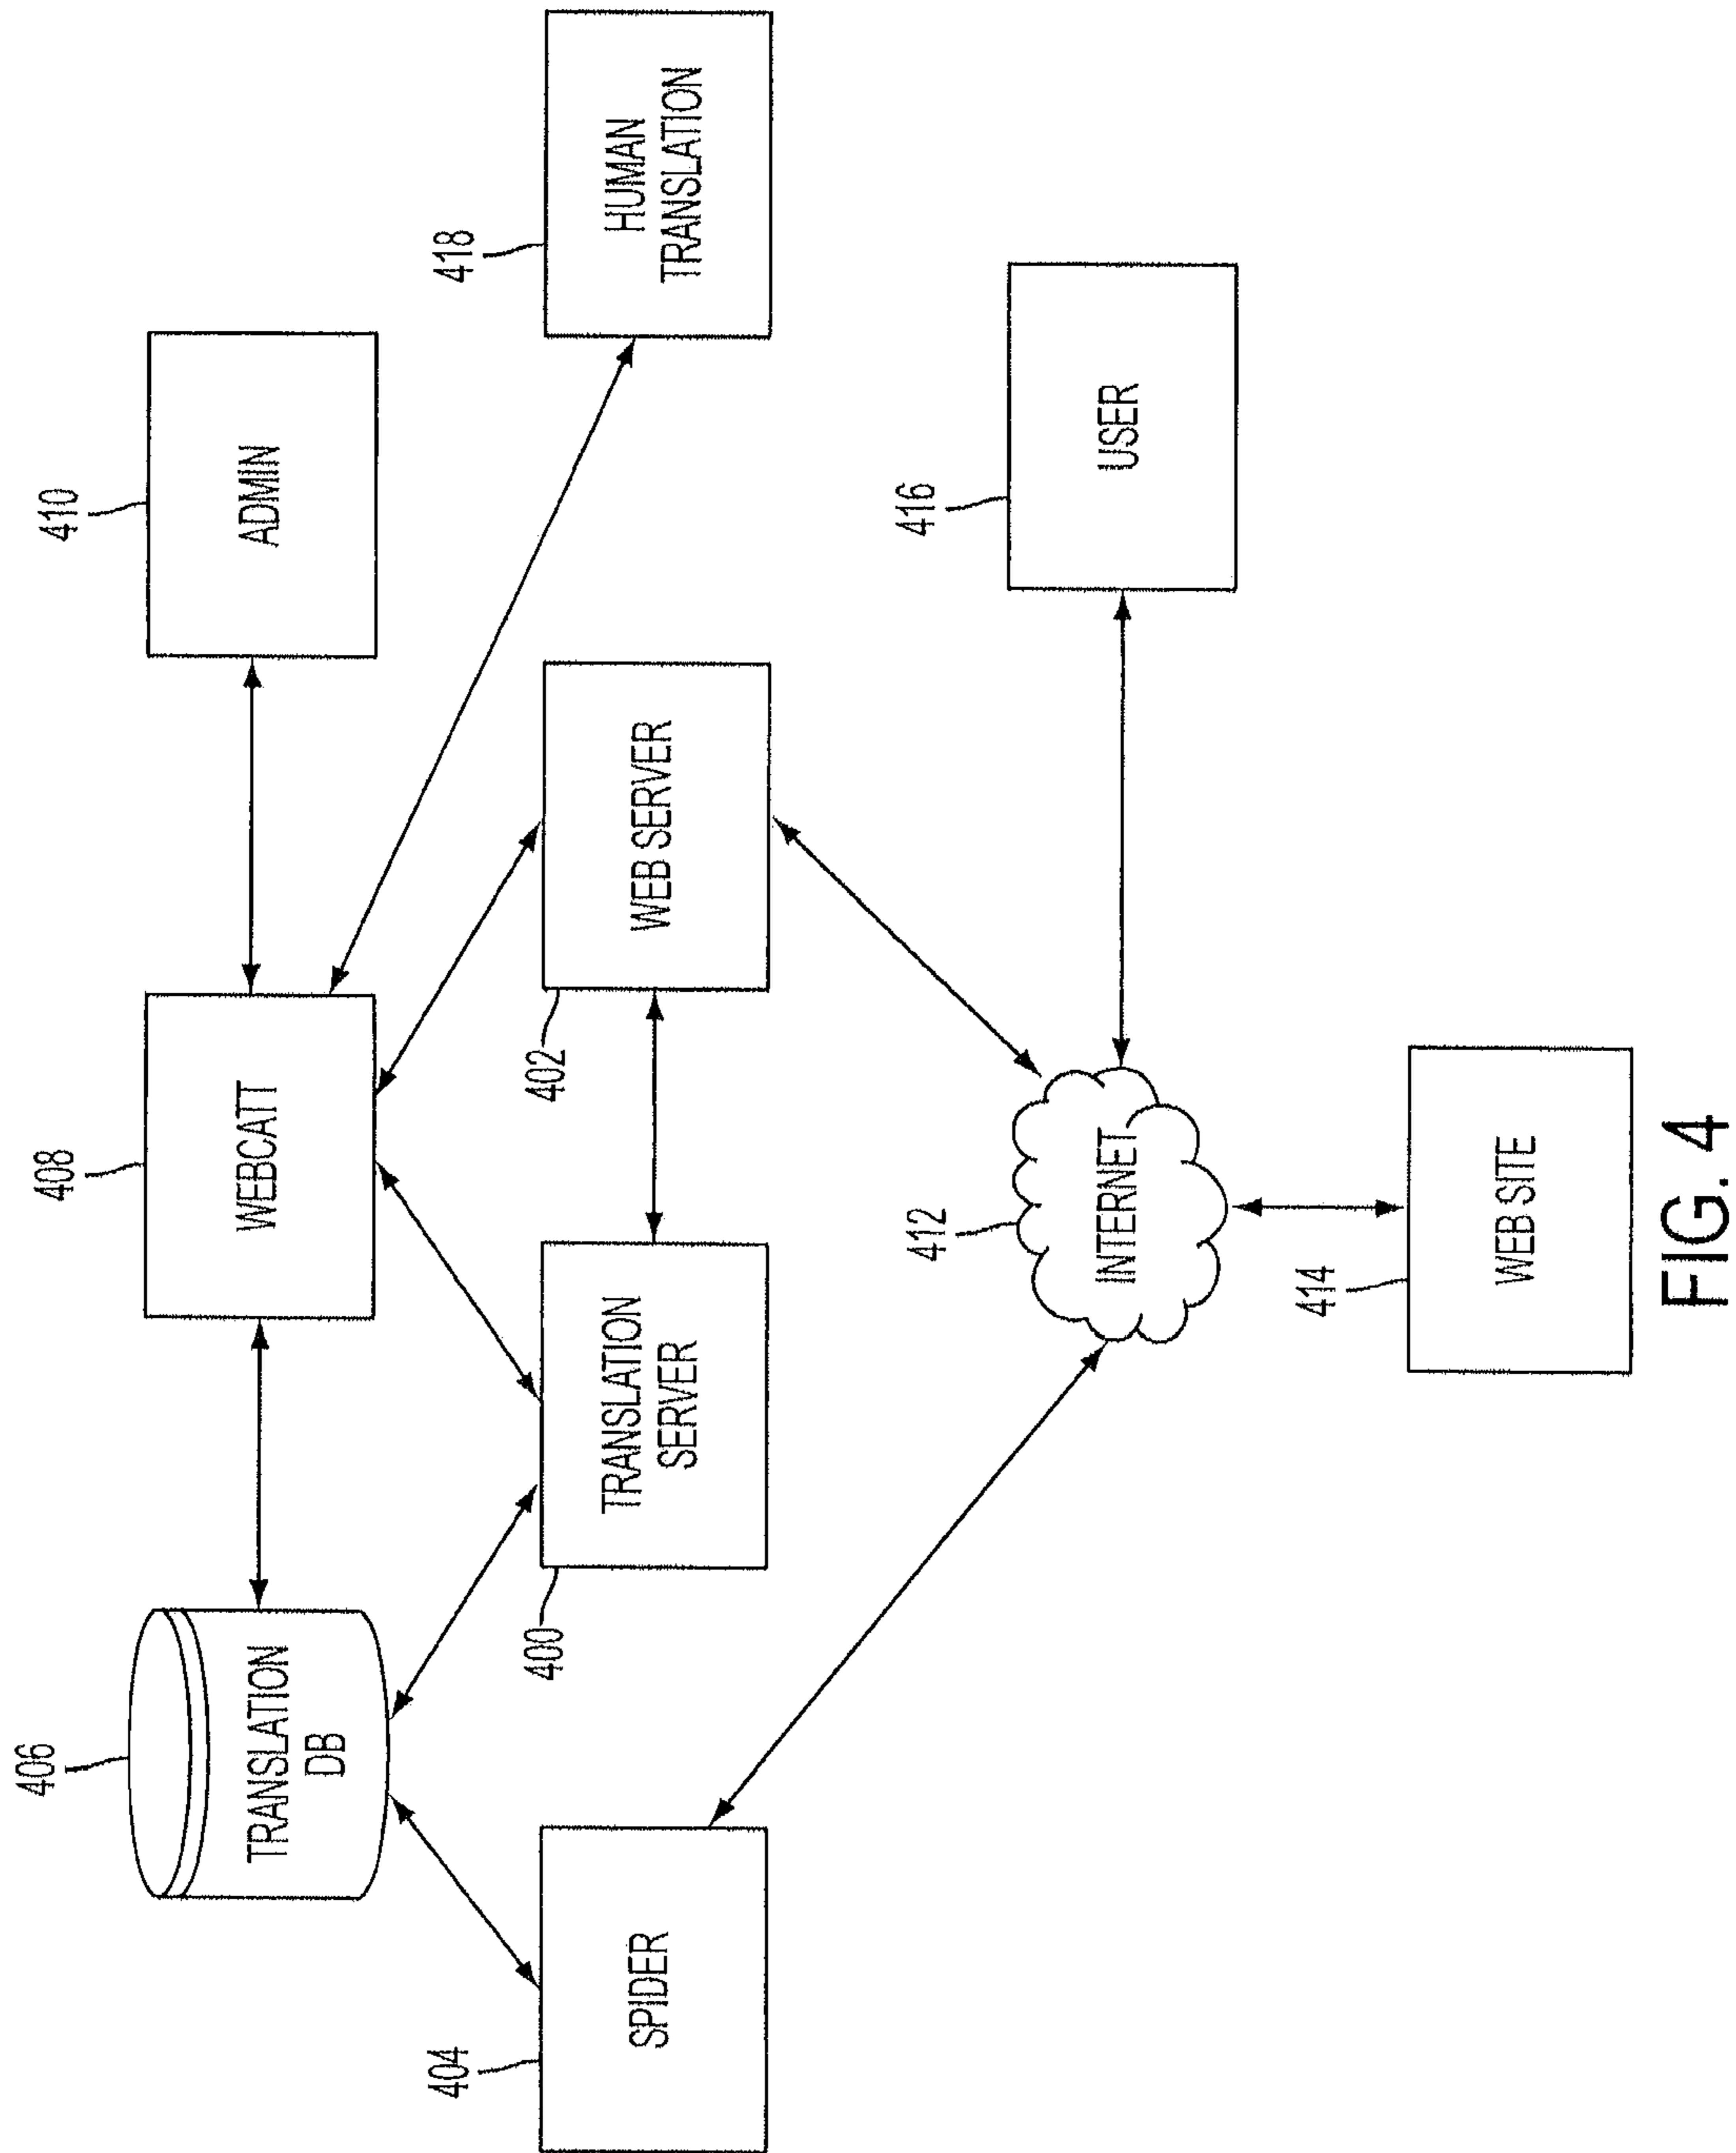 406
TRANSLATION
DB
408
WEBCATT
410
ADMIN
404
SPIDER
400
TRANSLATION
SERVER
402
WEB SERVER
418
HUMAN
TRANSLATION
412
INTERNET
416
USER
414
WEB SITE
FIG. 4